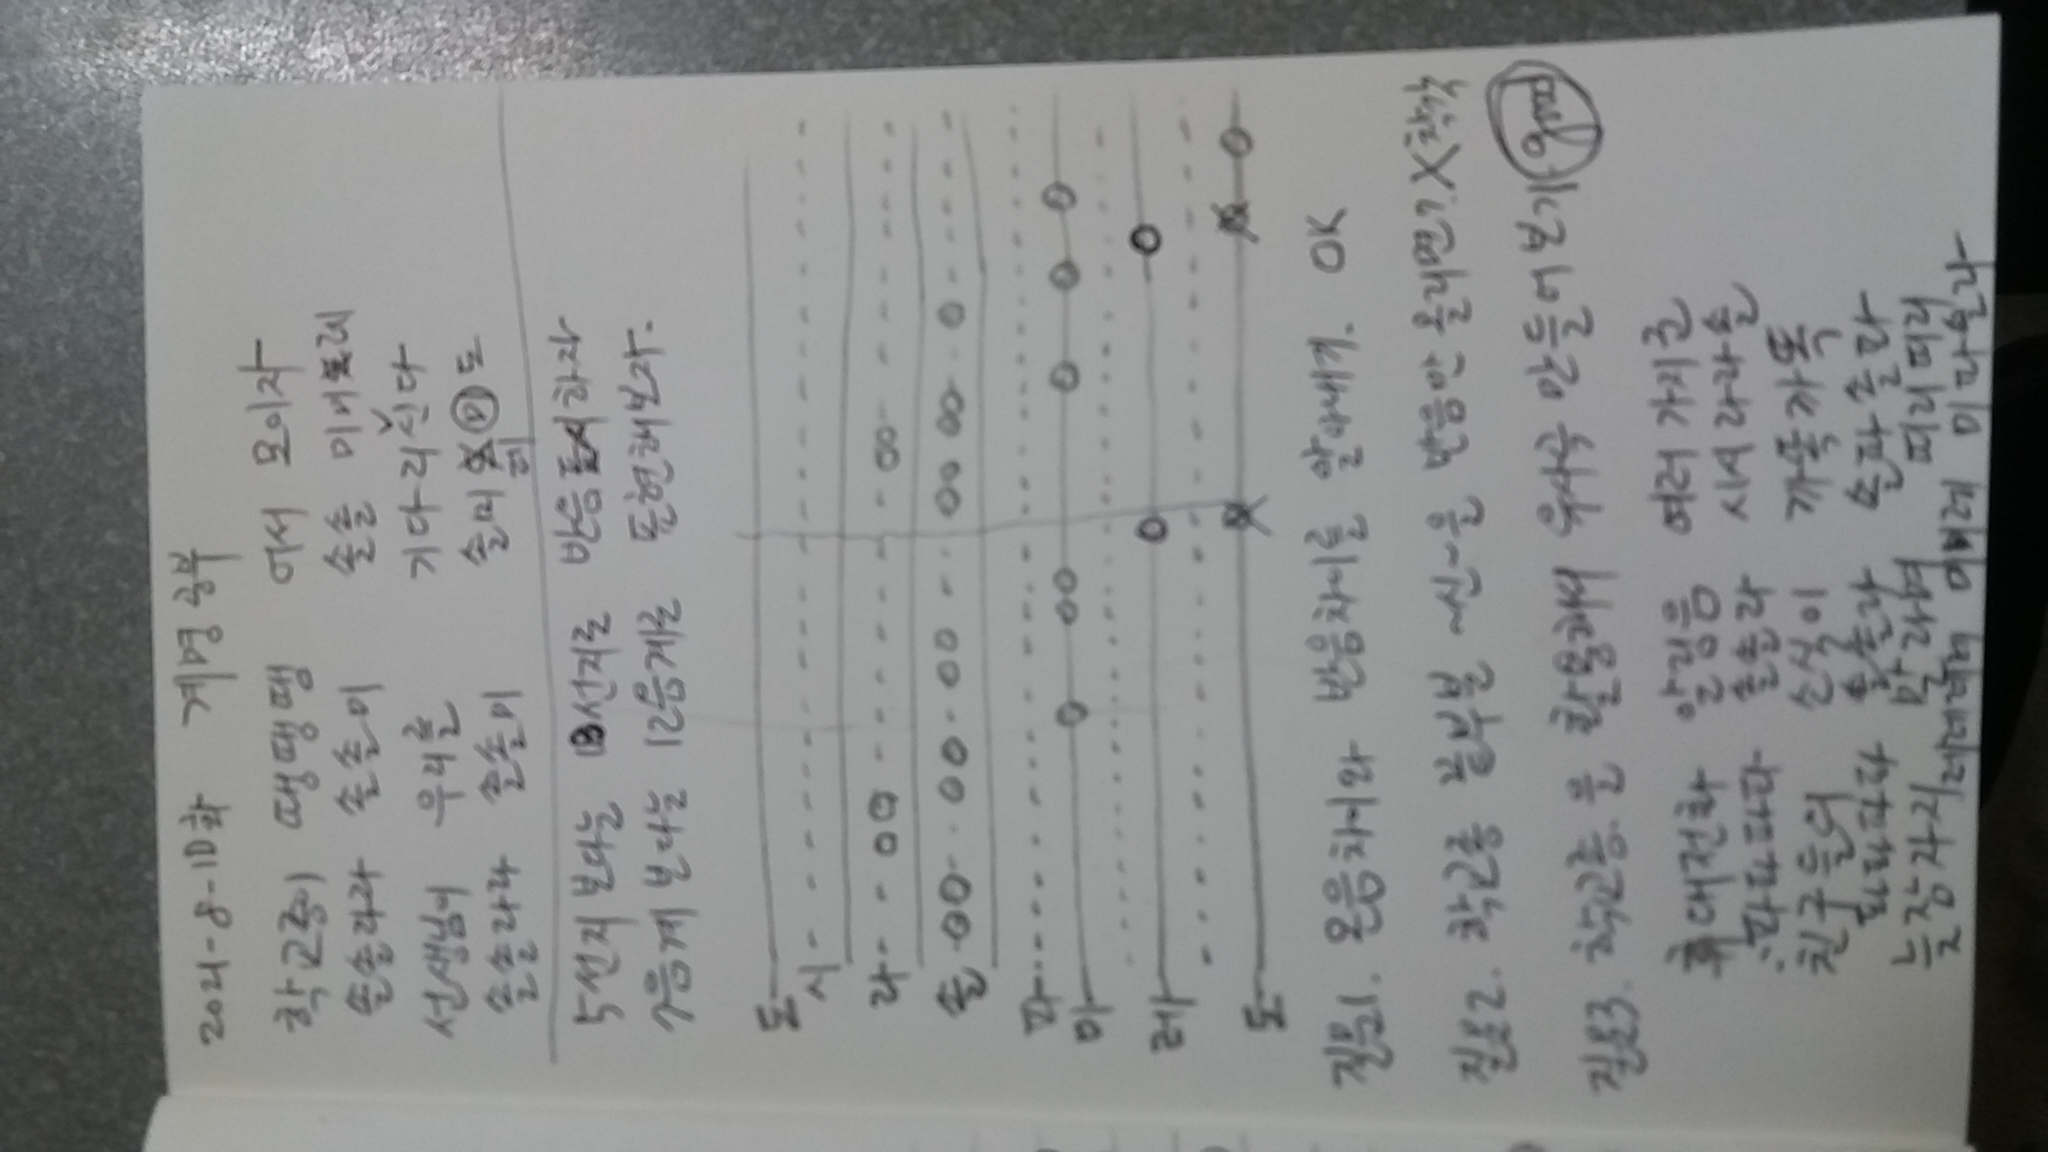 2021-8-10화 계명공부
학교종이 땡땡땡 어서 모이자
솔솔라라 솔솔미 솔솔 미미 레
선생님이 우리를 기다리신다
솔솔라라 솔솔미 솔미 미 도
레
5선지 보다는 13선지로 반음표시하자
7음계 보다는 12음계로 표현해보자.
도
시
라
솔
파
미
레
도
질문1. 온음차이와 반음차이를 알아내기. OK
질문2. 학교종 끝부분 ~신~을 반음만 올리면? X 착각
질문3. 학교종을 활용해서 유사곡 만들어보기 good
휴대전화 알림음 여러가지군
파파파파 솔솔라 시시라라솔
친구들의 소식이 까똑까똑
파파파파 솔솔라 솔파솔파
늦장자지 말라며 띠리띠리
레레레레 미미레 미파솔라